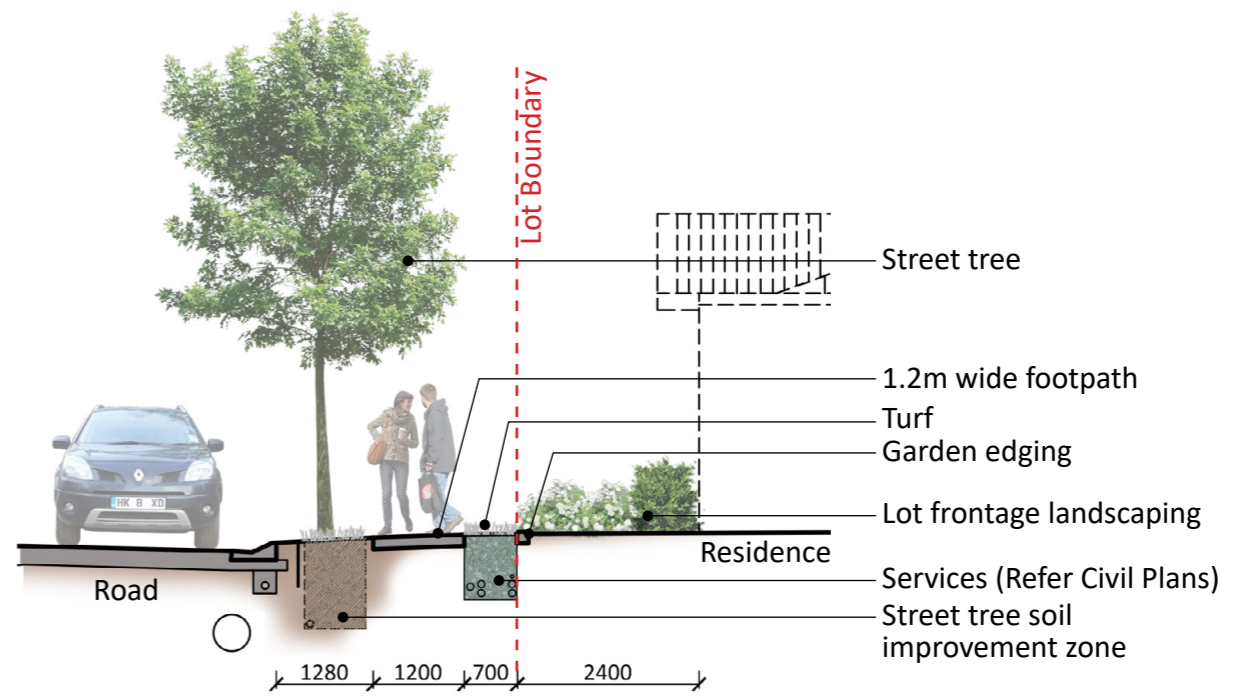 Lot Boundary
Street tree
1.2m wide footpath
Turf
Garden edging
Lot frontage landscaping
Residence
Services (Refer Civil Plans)
Road
Street tree soil
improvement zone
HK 8 XD
1280
1200
700
2400